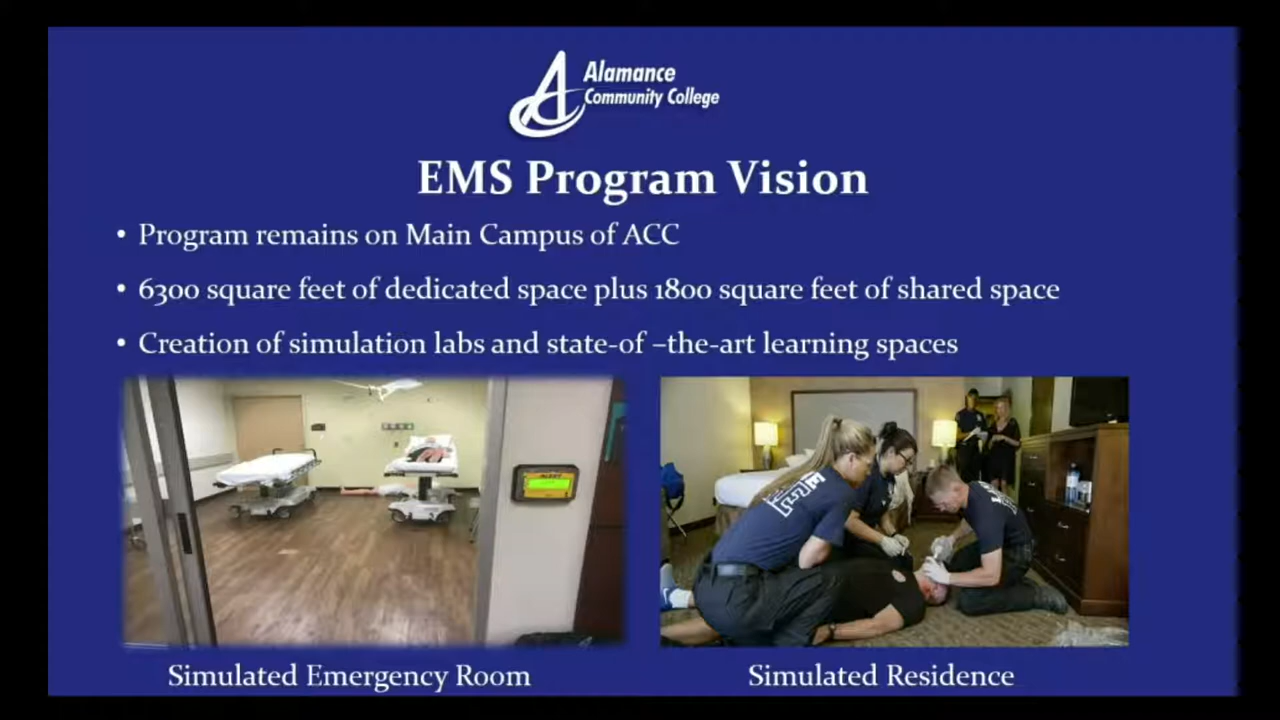 Alamance
Community College
EMS Program Vision
• Program remains on Main Campus of ACC
• 6300 square feet of dedicated space plus 1800 square feet of shared space
• Creation of simulation labs and state-of –the-art learning spaces
Simulated Emergency Room
Simulated Residence